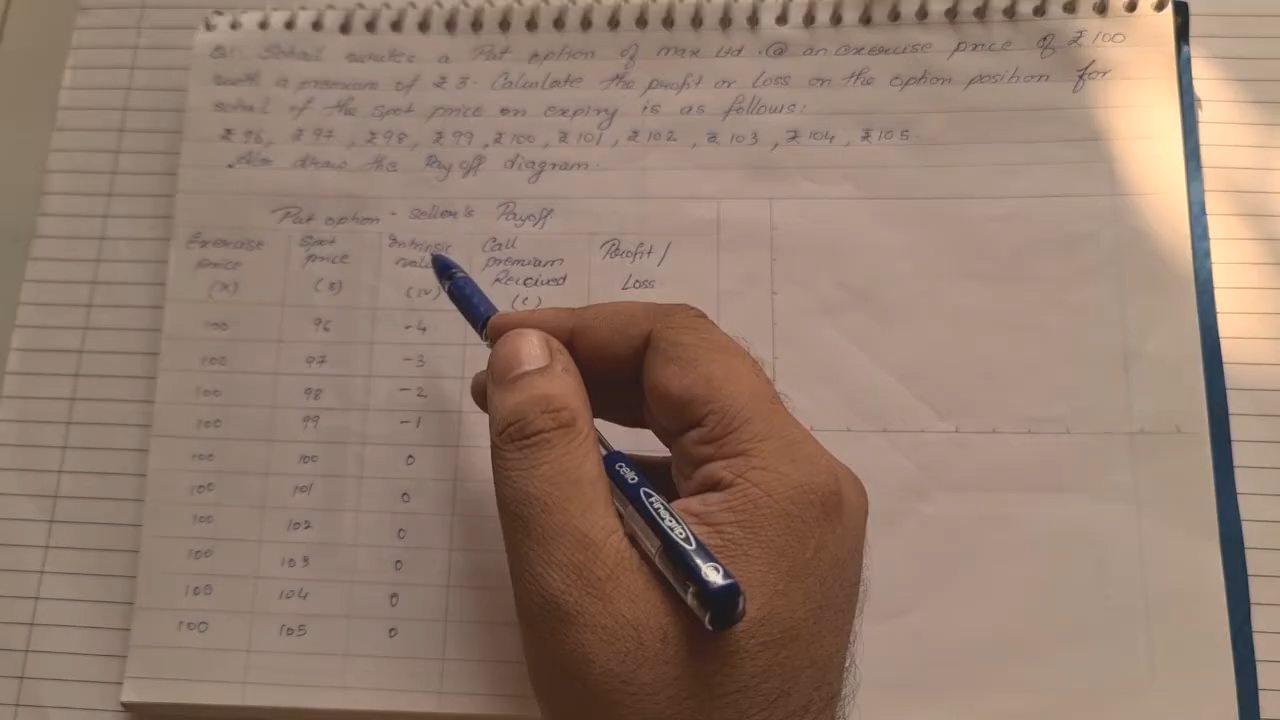 Q1. Sohail writes a Put option of Max Ltd. @ an exercise price of ₹100
with a premium of ₹3. Calculate the profit or Loss on the option position for
sohail if the spot price on expiry is as follows:
₹96, ₹97, ₹98, ₹99, ₹100, ₹101, ₹102, ₹103, ₹104, ₹105.
Also draw the Pay off diagram.
Put option - seller's Payoff.
Exercise price (X) Spot price (S) Intrinsic (IV) Call premium Received (C) Profit / Loss
100 96 -4
100 97 -3
100 98 -2
100 99 -1
100 100 0
100 101 0
100 102 0
100 103 0
100 104 0
100 105 0
cello Finegrip